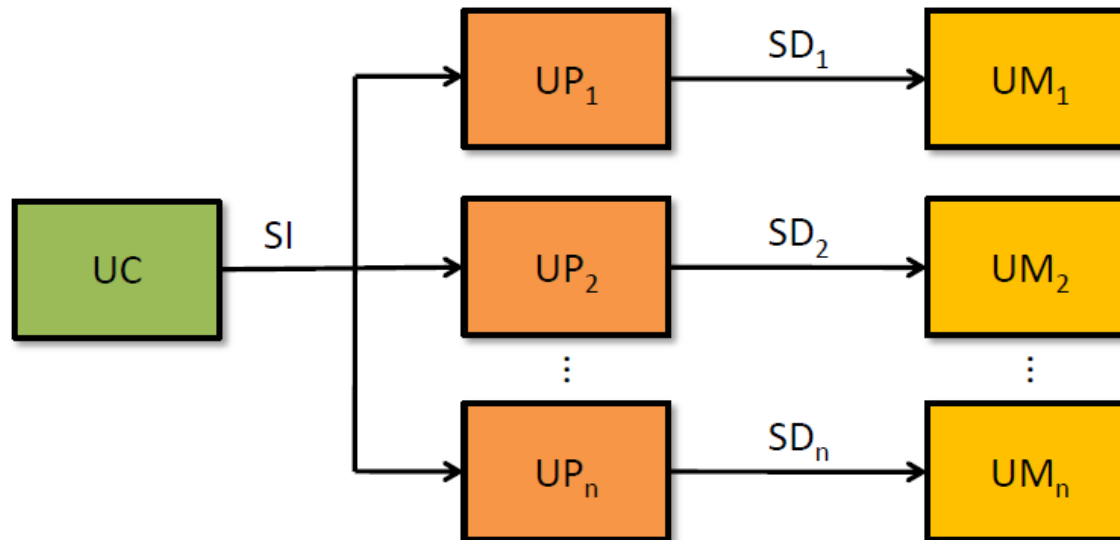 UP₁
SD₁
UM₁
UC
SI
UP₂
SD₂
UM₂
⋮
⋮
UPₙ
SDₙ
UMₙ